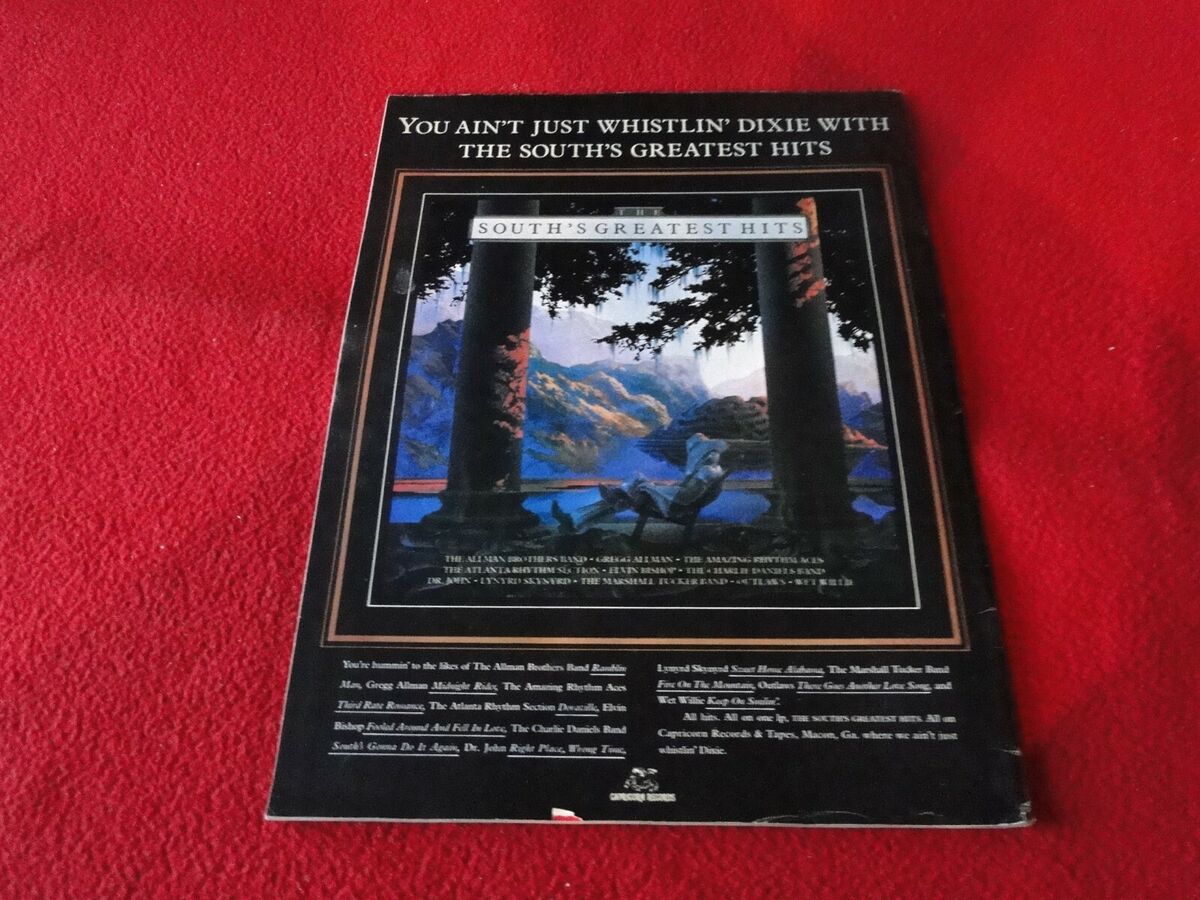 YOU AIN'T JUST WHISTLIN' DIXIE WITH
THE SOUTH'S GREATEST HITS
THE
SOUTH'S GREATEST HITS
THE ALLMAN BROTHERS BAND • GREGG ALLMAN • THE AMAZING RHYTHM ACES
THE ATLANTA RHYTHM SECTION • ELVIN BISHOP • THE CHARLIE DANIELS BAND
DR. JOHN • LYNYRD SKYNYRD • THE MARSHALL TUCKER BAND • OUTLAWS • WET WILLIE
You're hummin' to the likes of The Allman Brothers Band Ramblin
Man, Gregg Allman Midnight Rider, The Amazing Rhythm Aces
Third Rate Romance, The Atlanta Rhythm Section Doraville, Elvin
Bishop Fooled Around And Fell In Love, The Charlie Daniels Band
South's Gonna Do It Again, Dr. John Right Place, Wrong Time,
Lynyrd Skynyrd Sweet Home Alabama, The Marshall Tucker Band
Fire On The Mountain, Outlaws There Goes Another Love Song, and
Wet Willie Keep On Smilin'.
All hits. All on one lp, THE SOUTH'S GREATEST HITS. All on
Capricorn Records & Tapes, Macon, Ga. where we ain't just
whistlin' Dixie.
CAPRICORN RECORDS